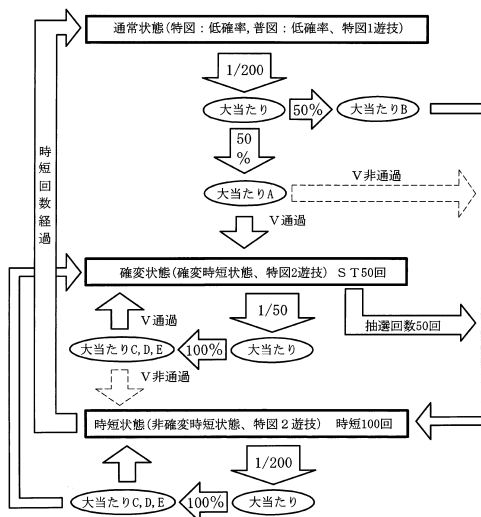 通常状態(特図：低確率,普図：低確率、特図1遊技)
1/200
大当たり
50%
大当たりB
50
%
大当たりA
V非通過
V通過
時短回数経過
確変状態(確変時短状態、特図2遊技) ST50回
1/50
V通過
大当たりC,D,E
100%
大当たり
抽選回数50回
V非通過
時短状態(非確変時短状態、特図２遊技) 時短100回
1/200
大当たりC,D,E
100%
大当たり